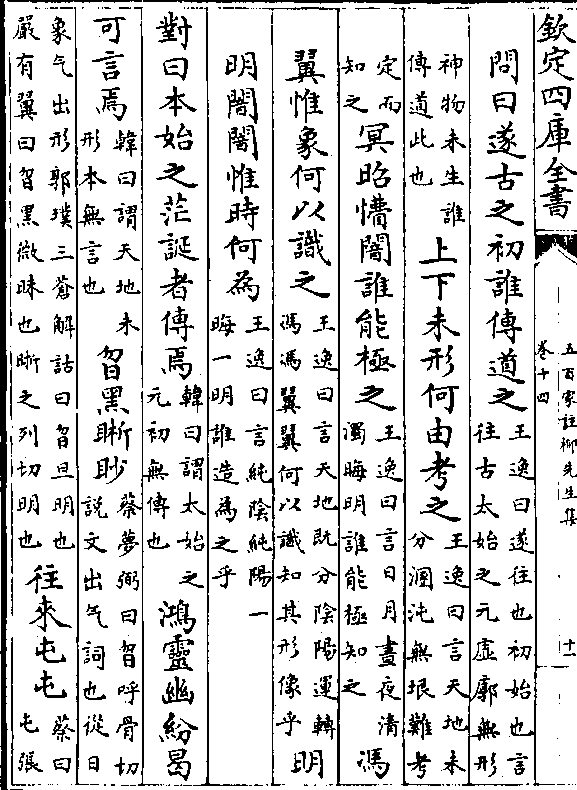 欽定四庫全書
五百家註柳先生集
卷十四
十一
問曰遂古之初誰傳道之王逸曰遂往也初始也言
往古太始之元虛廓無形
神物未生誰
傳道此也上下未形何由考之王逸曰言天地未
分溷沌無垠難考
定而
知之冥昭懵闇誰能極之王逸曰言日月晝夜清
濁晦明誰能極知之馮
翼惟象何以識之王逸曰言天地既分陰陽運轉
馮馮翼翼何以識知其形像乎明
明闇闇惟時何為王逸曰言純陰純陽一
晦一明誰造為之乎
對曰本始之茫誕者傳焉韓曰謂太始之
元初無傳也鴻靈幽紛曷
可言焉韓曰謂天地未
形本無言也曶黑晰眇蔡夢弼曰曶呼骨切
說文出气詞也從日
象气出形郭璞三蒼解詁曰曶旦明也
嚴有翼曰曶黑微昧也晰之列切明也往來屯屯蔡曰
屯張